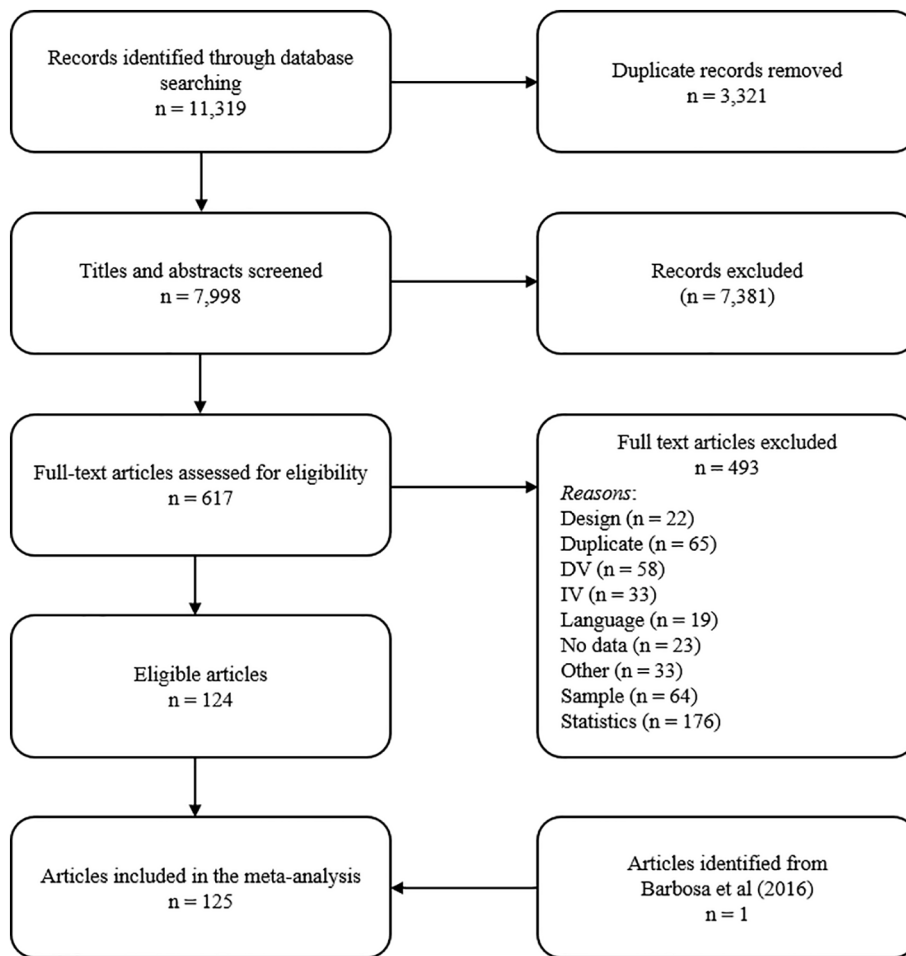 Records identified through database
searching
n = 11,319
Duplicate records removed
n = 3,321
Titles and abstracts screened
n = 7,998
Records excluded
(n = 7,381)
Full-text articles assessed for eligibility
n = 617
Full text articles excluded
n = 493
Reasons:
Design (n = 22)
Duplicate (n = 65)
DV (n = 58)
IV (n = 33)
Language (n = 19)
No data (n = 23)
Other (n = 33)
Sample (n = 64)
Statistics (n = 176)
Eligible articles
n = 124
Articles included in the meta-analysis
n = 125
Articles identified from
Barbosa et al (2016)
n = 1